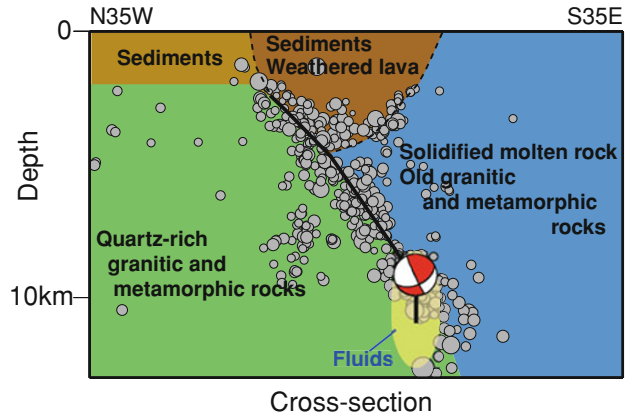 N35W
S35E
0
Sediments
Sediments
Weathered lava
Depth
Solidified molten rock
Old granitic
and metamorphic
rocks
Quartz-rich
granitic and
metamorphic rocks
10km
Fluids
Cross-section